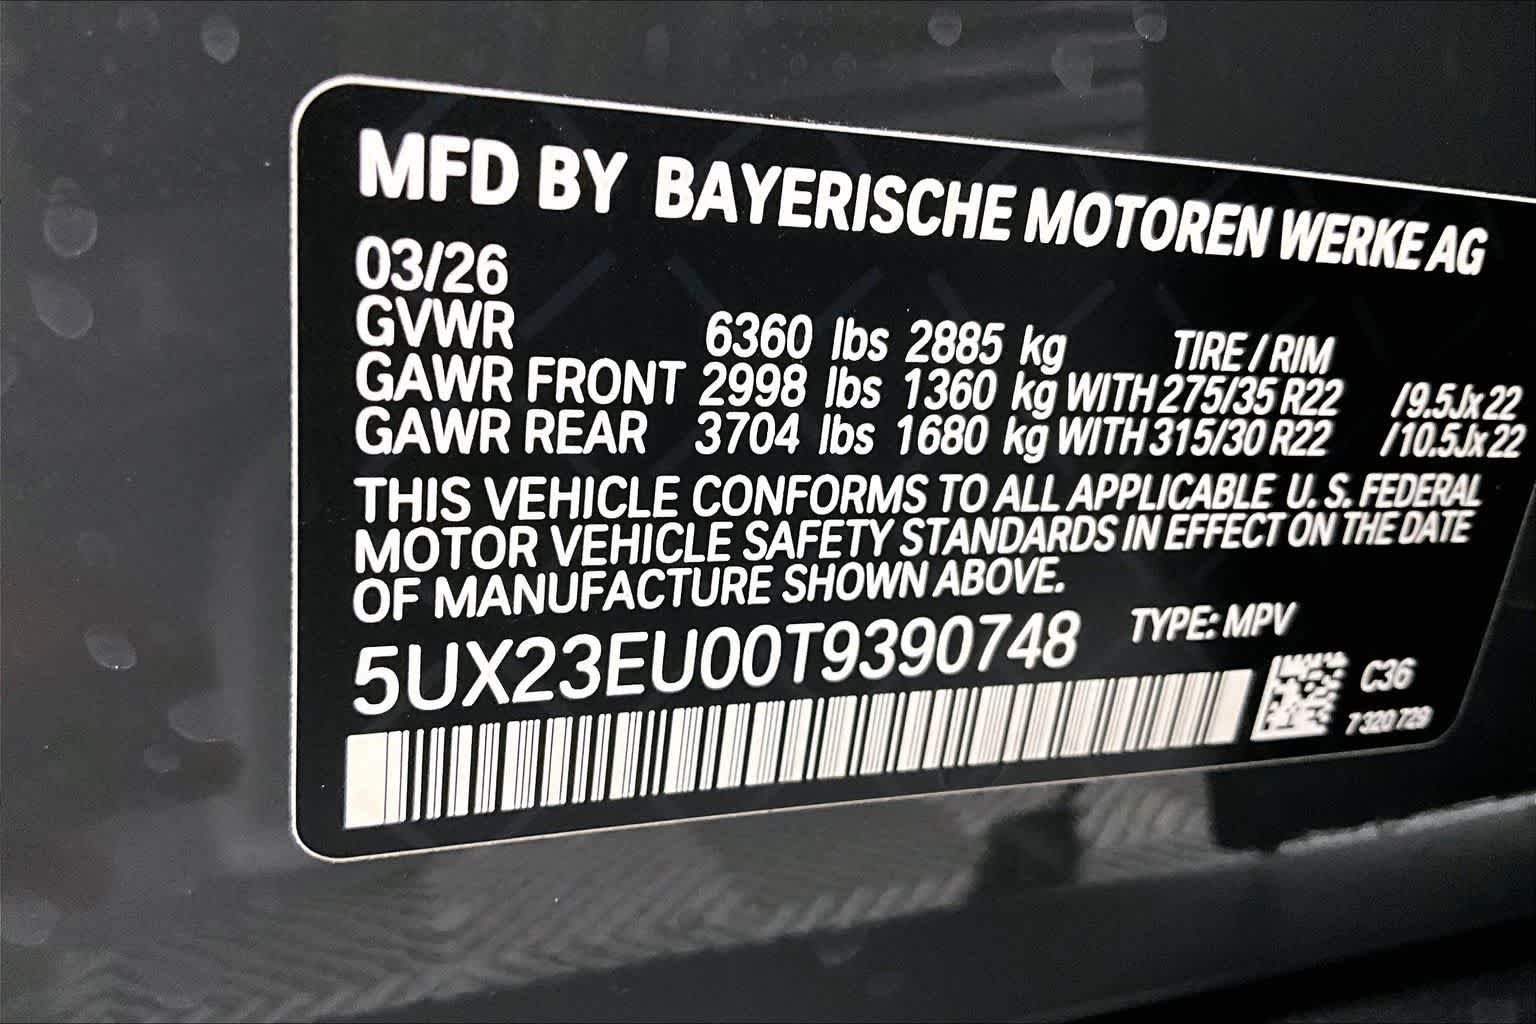 MFD BY BAYERISCHE MOTOREN WERKE AG
03/26
GVWR 6360 lbs 2885 kg TIRE / RIM
GAWR FRONT 2998 lbs 1360 kg WITH 275/35 R22 /9.5Jx22
GAWR REAR 3704 lbs 1680 kg WITH 315/30 R22 /10.5Jx22
THIS VEHICLE CONFORMS TO ALL APPLICABLE U. S. FEDERAL
MOTOR VEHICLE SAFETY STANDARDS IN EFFECT ON THE DATE
OF MANUFACTURE SHOWN ABOVE.
5UX23EU00T9390748 TYPE: MPV
C36
7 320 729